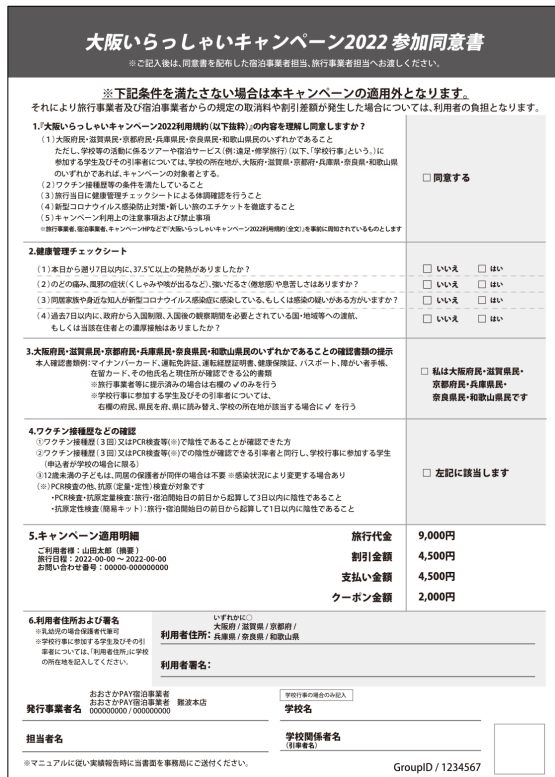 大阪いらっしゃいキャンペーン2022 参加同意書
※ご記入後は、同意書を配布した宿泊事業者担当、旅行事業者担当へお渡しください。
※下記条件を満たさない場合は本キャンペーンの適用外となります。
それにより旅行事業者及び宿泊事業者からの規定の取消料や割引差額が発生した場合については、利用者の負担となります。
1.『大阪いらっしゃいキャンペーン2022利用規約(以下抜粋)』の内容を理解し同意しますか？
(1)大阪府民・滋賀県民・京都府民・兵庫県民・奈良県民・和歌山県民のいずれかであること
ただし、学校等の活動に係るツアーや宿泊サービス(例:遠足・修学旅行)(以下、「学校行事」という。)に
参加する学生及びその引率者については、学校の所在地が、大阪府・滋賀県・京都府・兵庫県・奈良県・和歌山県
のいずれかであれば、キャンペーンの対象者とする。
(2)ワクチン接種歴等の条件を満たしていること
(3)旅行当日に健康管理チェックシートによる体調確認を行うこと
(4)新型コロナウイルス感染防止対策・新しい旅のエチケットを徹底すること
(5)キャンペーン利用上の注意事項および禁止事項
※旅行事業者、宿泊事業者、キャンペーンHPなどで『大阪いらっしゃいキャンペーン2022利用規約(全文)』を事前に周知されているものとします
□ 同意する
2.健康管理チェックシート
(1)本日から遡り7日以内に、37.5℃以上の発熱がありましたか？ □ いいえ □ はい
(2)のどの痛み、風邪の症状(くしゃみや咳が出るなど)、強いだるさ(倦怠感)や息苦しさはありますか？ □ いいえ □ はい
(3)同居家族や身近な知人が新型コロナウイルス感染症に感染している、もしくは感染の疑いがある方がいますか？ □ いいえ □ はい
(4)過去7日以内に、政府から入国制限、入国後の観察期間を必要とされている国・地域等への渡航、 □ いいえ □ はい
もしくは当該在住者との濃厚接触はありましたか？
3.大阪府民・滋賀県民・京都府民・兵庫県民・奈良県民・和歌山県民のいずれかであることの確認書類の提示
本人確認書類例：マイナンバーカード、運転免許証、運転経歴証明書、健康保険証、パスポート、障がい者手帳、
在留カード、その他氏名と現住所が確認できる公的書類
※旅行事業者等に提示済みの場合は右欄の ✓ のみを行う
※学校行事に参加する学生及びその引率者については、
右欄の府民、県民を府、県に読み替え、学校の所在地が該当する場合に ✓ を行う
□ 私は大阪府民・滋賀県民・
京都府民・兵庫県民・
奈良県民・和歌山県民です
4.ワクチン接種歴などの確認
①ワクチン接種歴(3回)又はPCR検査等(※)で陰性であることが確認できた方
②ワクチン接種歴(3回)又はPCR検査等(※)での陰性が確認できる引率者と同行し、学校行事に参加する学生
(申込者が学校の場合に限る)
③12歳未満の子どもは、同居の保護者が同伴の場合は不要 ※感染状況により変更する場合あり
(※)PCR検査の他、抗原(定量・定性)検査が対象です
・PCR検査・抗原定量検査：旅行・宿泊開始日の前日から起算して3日以内に陰性であること
・抗原定性検査(簡易キット)：旅行・宿泊開始日の前日から起算して1日以内に陰性であること
□ 左記に該当します
5.キャンペーン適用明細
ご利用者様：山田太郎（摘要 ）
旅行日程：2022-00-00 ～ 2022-00-00
お問い合わせ番号：00000-000000000
旅行代金 9,000円
割引金額 4,500円
支払い金額 4,500円
クーポン金額 2,000円
6.利用者住所および署名
※乳幼児の場合保護者代筆可
※学校行事に参加する学生及びその引
率者については、「利用者住所」に学校
の所在地を記入してください。
いずれかに○
利用者住所： 大阪府 / 滋賀県 / 京都府 /
兵庫県 / 奈良県 / 和歌山県
利用者署名：
発行事業者名 おおさかPAY宿泊事業者
おおさかPAY宿泊事業者 難波本店
000000000 / 000000000
学校行事の場合のみ記入
学校名
担当者名
学校関係者名
(引率者名)
※マニュアルに従い実績報告時に当書面を事務局にご送付ください。
GroupID / 1234567